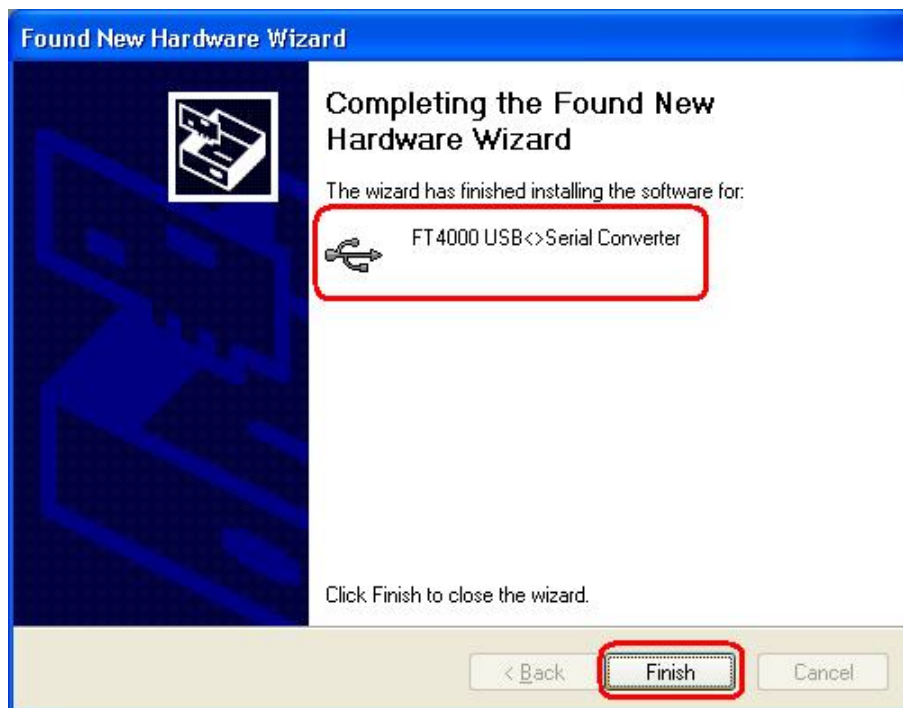 Found New Hardware Wizard
Completing the Found New
Hardware Wizard
The wizard has finished installing the software for:
FT4000 USB<>Serial Converter
Click Finish to close the wizard.
< Back
Finish
Cancel